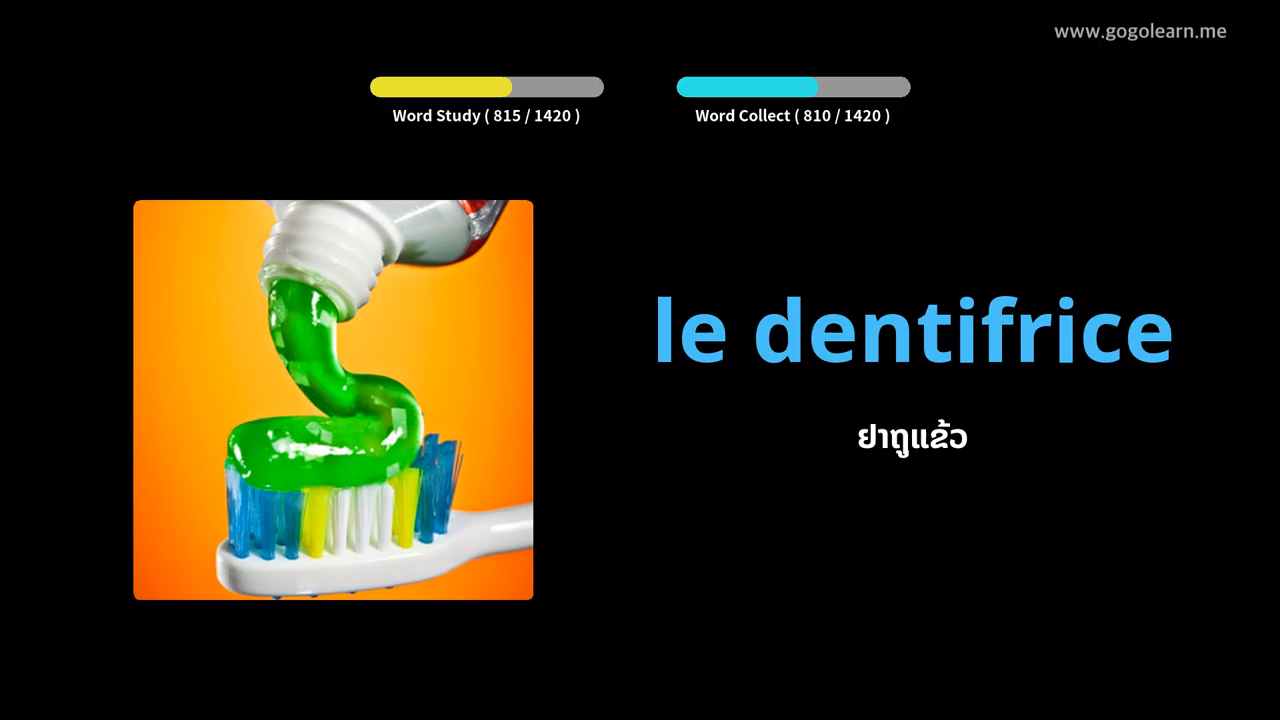 www.gogolearn.me
Word Study ( 815 / 1420 )
Word Collect ( 810 / 1420 )
le dentifrice
ຢາຖູແຂ້ວ